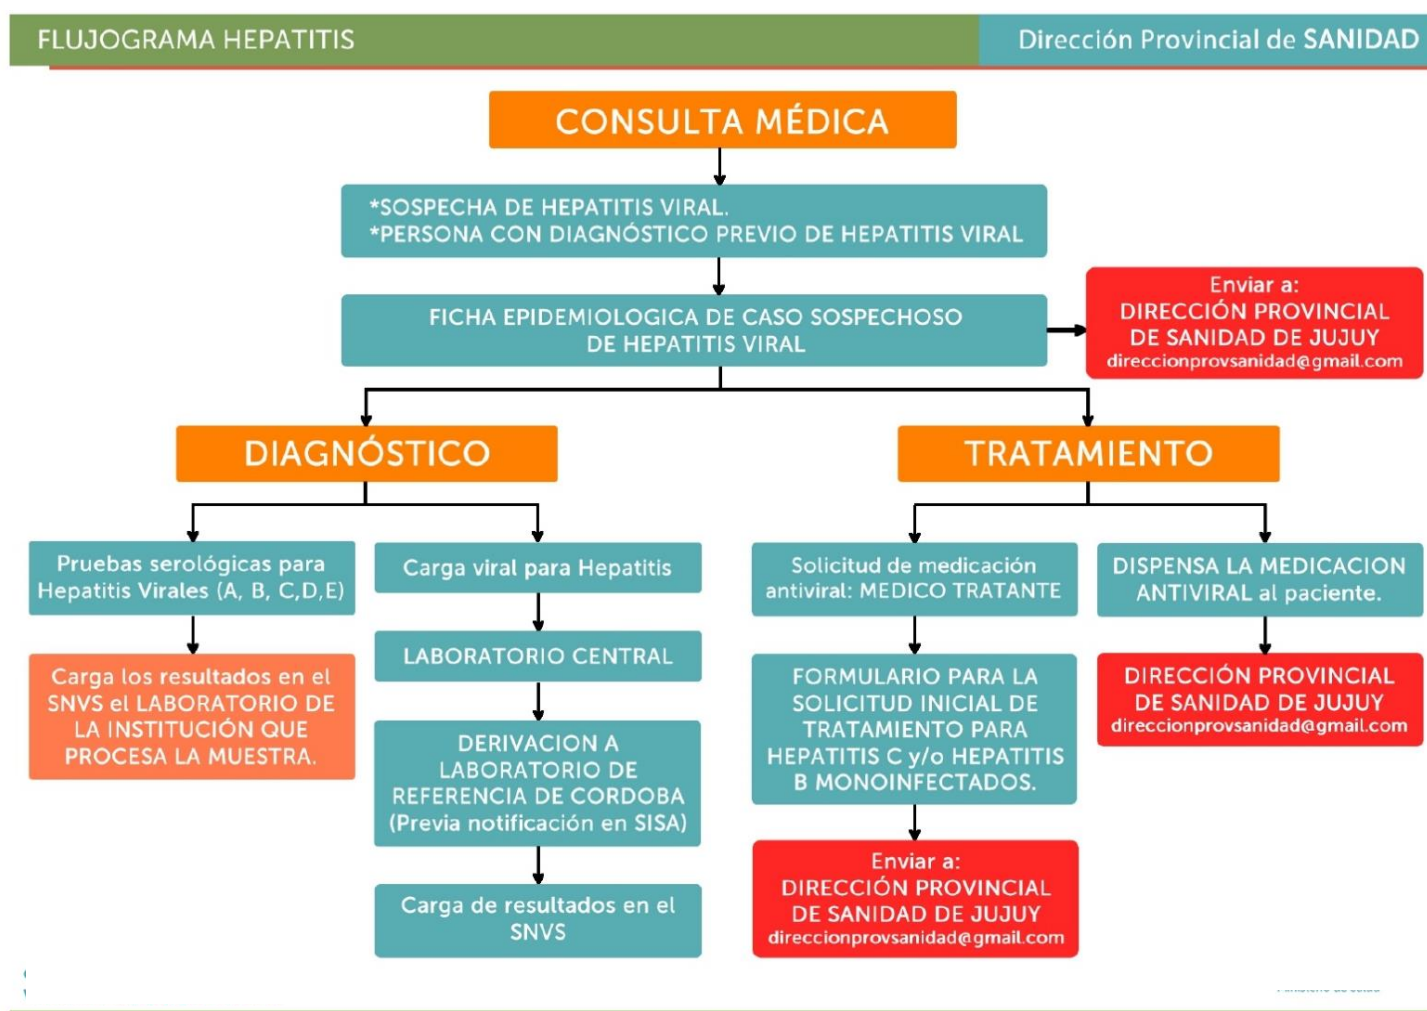 FLUJOGRAMA HEPATITIS
Dirección Provincial de SANIDAD
CONSULTA MÉDICA
*SOSPECHA DE HEPATITIS VIRAL.
*PERSONA CON DIAGNÓSTICO PREVIO DE HEPATITIS VIRAL
FICHA EPIDEMIOLOGICA DE CASO SOSPECHOSO
DE HEPATITIS VIRAL
Enviar a:
DIRECCIÓN PROVINCIAL
DE SANIDAD DE JUJUY
direccionprovsanidad@gmail.com
DIAGNÓSTICO
Pruebas serológicas para
Hepatitis Virales (A, B, C,D,E)
Carga los resultados en el
SNVS el LABORATORIO DE
LA INSTITUCIÓN QUE
PROCESA LA MUESTRA.
Carga viral para Hepatitis
LABORATORIO CENTRAL
DERIVACION A
LABORATORIO DE
REFERENCIA DE CORDOBA
(Previa notificación en SISA)
Carga de resultados en el
SNVS
TRATAMIENTO
Solicitud de medicación
antiviral: MEDICO TRATANTE
FORMULARIO PARA LA
SOLICITUD INICIAL DE
TRATAMIENTO PARA
HEPATITIS C y/o HEPATITIS
B MONOINFECTADOS.
Enviar a:
DIRECCIÓN PROVINCIAL
DE SANIDAD DE JUJUY
direccionprovsanidad@gmail.com
DISPENSA LA MEDICACION
ANTIVIRAL al paciente.
DIRECCIÓN PROVINCIAL
DE SANIDAD DE JUJUY
direccionprovsanidad@gmail.com